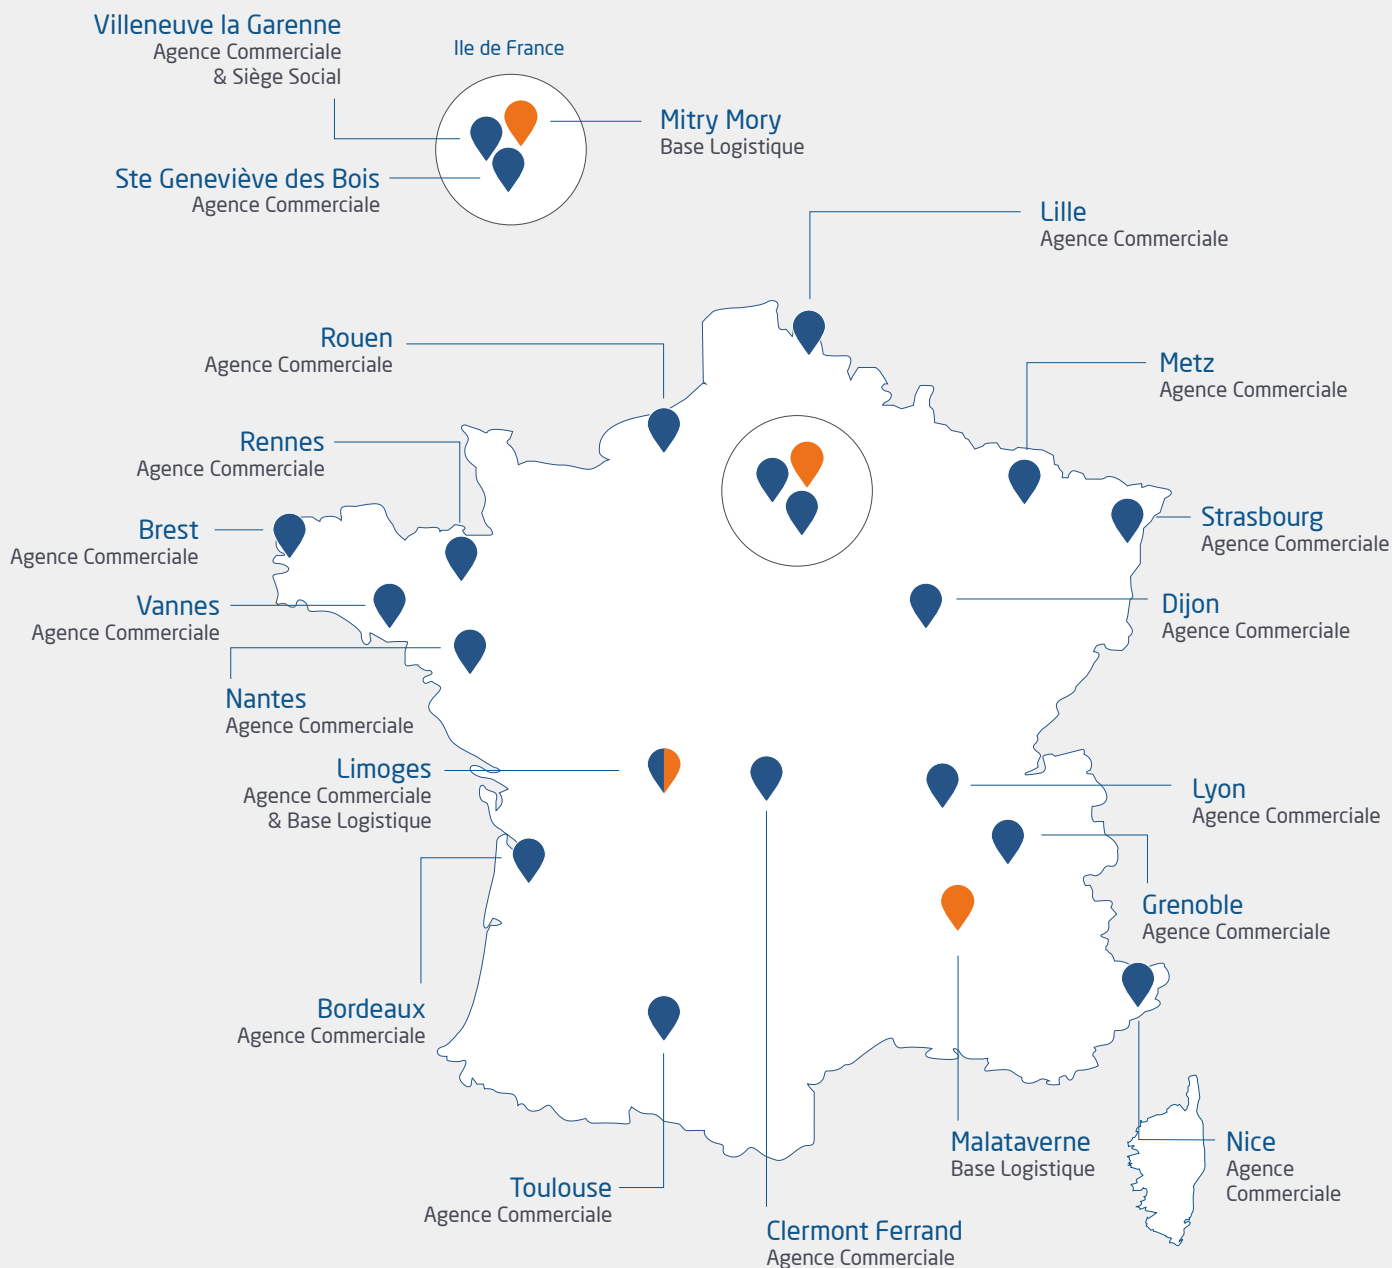 Villeneuve la Garenne
Agence Commerciale
& Siège Social
Ile de France
Mitry Mory
Base Logistique
Ste Geneviève des Bois
Agence Commerciale
Lille
Agence Commerciale
Rouen
Agence Commerciale
Metz
Agence Commerciale
Rennes
Agence Commerciale
Brest
Agence Commerciale
Strasbourg
Agence Commerciale
Vannes
Agence Commerciale
Dijon
Agence Commerciale
Nantes
Agence Commerciale
Limoges
Agence Commerciale
& Base Logistique
Lyon
Agence Commerciale
Grenoble
Agence Commerciale
Bordeaux
Agence Commerciale
Malataverne
Base Logistique
Nice
Agence
Commerciale
Toulouse
Agence Commerciale
Clermont Ferrand
Agence Commerciale